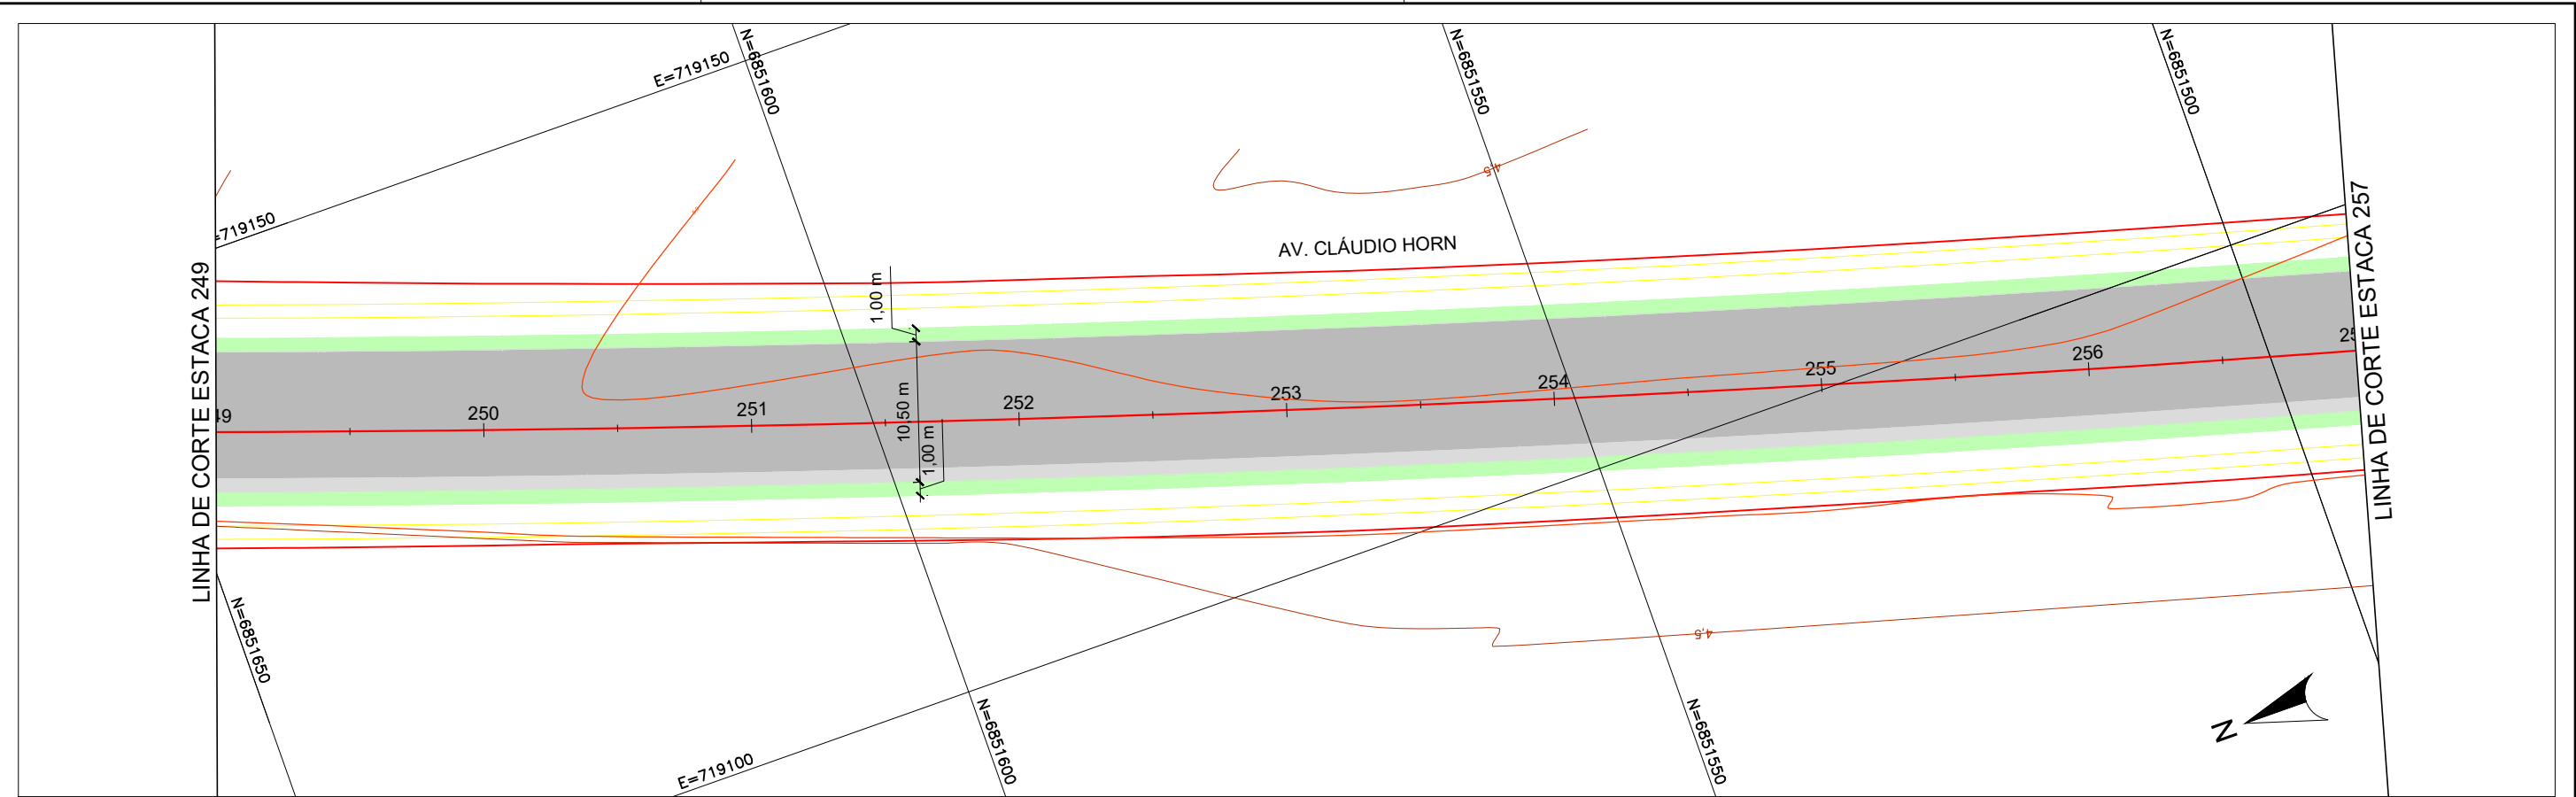 N=6851600
N=6851550
N=6851500
E=719150
=719150
4,5
AV. CLÁUDIO HORN
LINHA DE CORTE ESTACA 249
LINHA DE CORTE ESTACA 257
1,00 m
10,50 m
1,00 m
49
250
251
252
253
254
255
256
25
N=6851650
4,5
N=6851600
N=6851550
E=719100
N